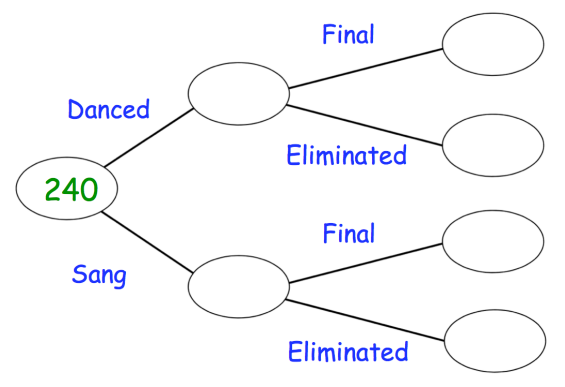 Final
Danced
Eliminated
240
Final
Sang
Eliminated